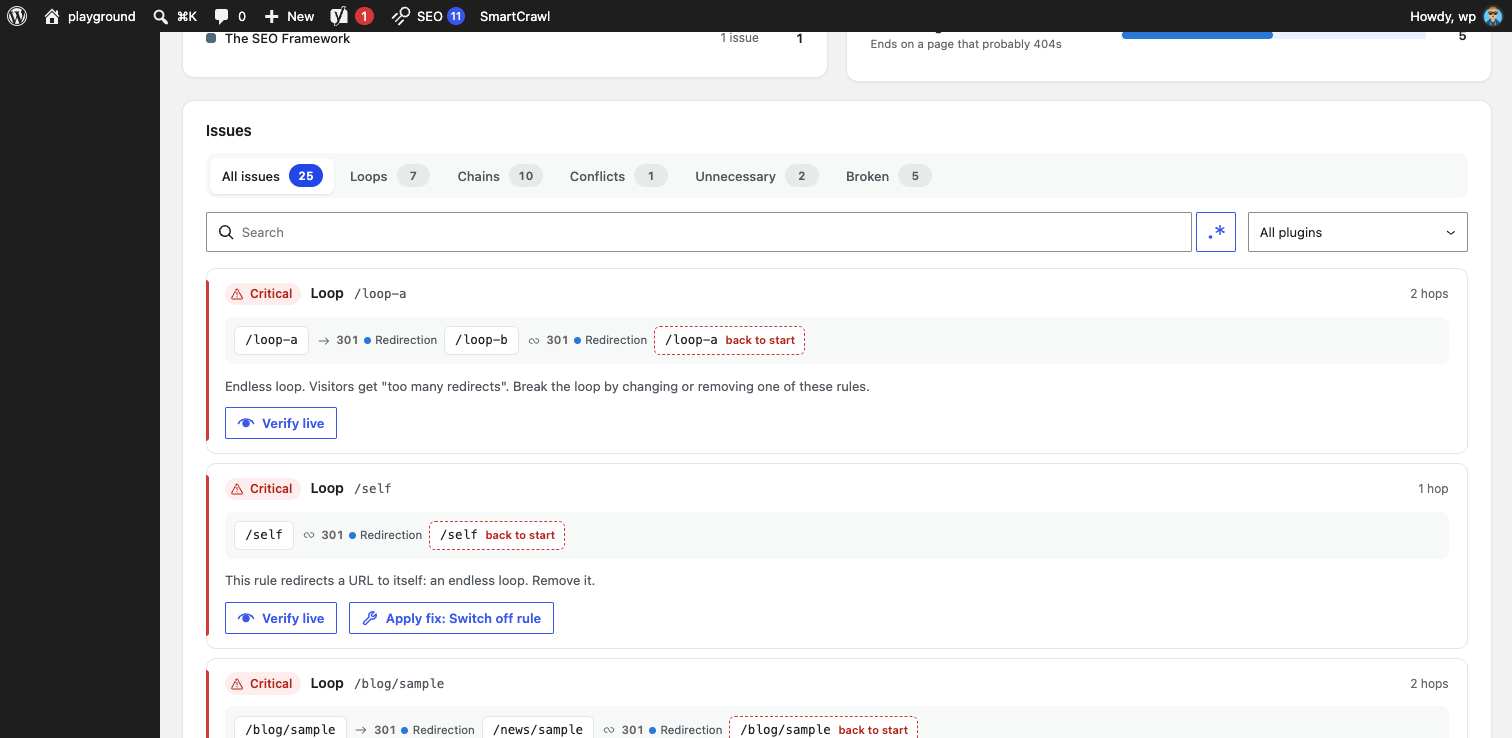 playground ⌘K 0 New 1 SEO 11 SmartCrawl Howdy, wp
The SEO Framework 1 issue 1
Ends on a page that probably 404s 5
Issues
All issues 25 Loops 7 Chains 10 Conflicts 1 Unnecessary 2 Broken 5
Search .* All plugins
Critical Loop /loop-a 2 hops
/loop-a → 301 Redirection /loop-b ∞ 301 Redirection /loop-a back to start
Endless loop. Visitors get "too many redirects". Break the loop by changing or removing one of these rules.
Verify live
Critical Loop /self 1 hop
/self ∞ 301 Redirection /self back to start
This rule redirects a URL to itself: an endless loop. Remove it.
Verify live Apply fix: Switch off rule
Critical Loop /blog/sample 2 hops
/blog/sample → 301 Redirection /news/sample ∞ 301 Redirection /blog/sample back to start